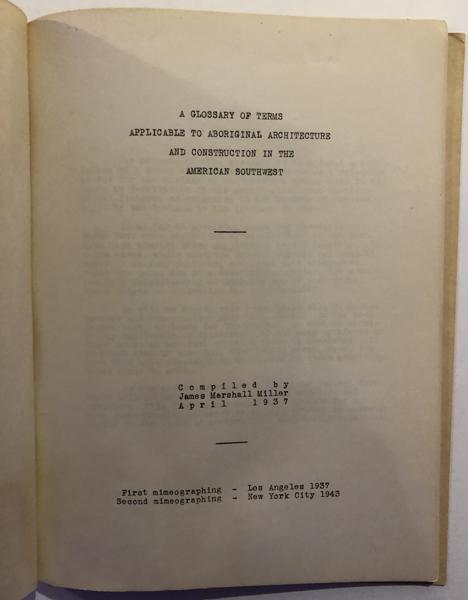 A GLOSSARY OF TERMS
APPLICABLE TO ABORIGINAL ARCHITECTURE
AND CONSTRUCTION IN THE
AMERICAN SOUTHWEST
Compiled by
James Marshall Miller
April 1937
First mimeographing - Los Angeles 1937
Second mimeographing - New York City 1943